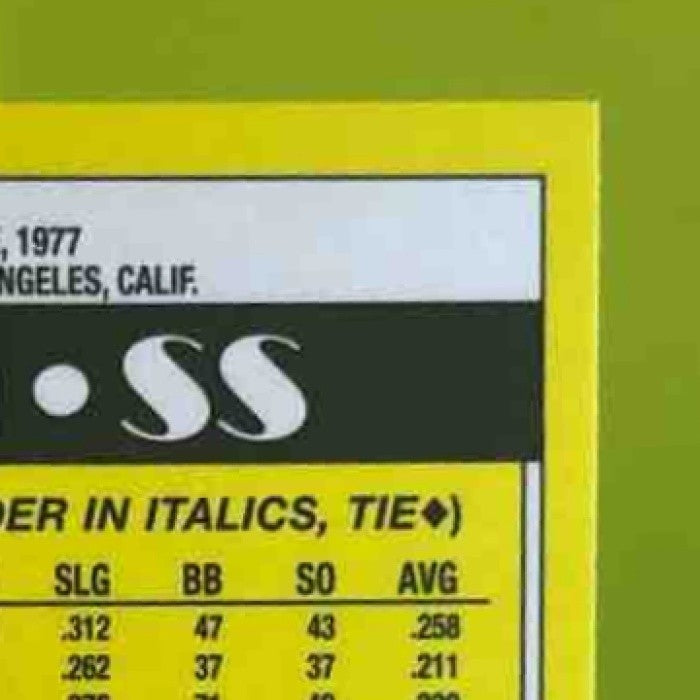 , 1977
NGELES, CALIF.
• SS
DER IN ITALICS, TIE◆)
SLG BB SO AVG
.312 47 43 .258
.262 37 37 .211